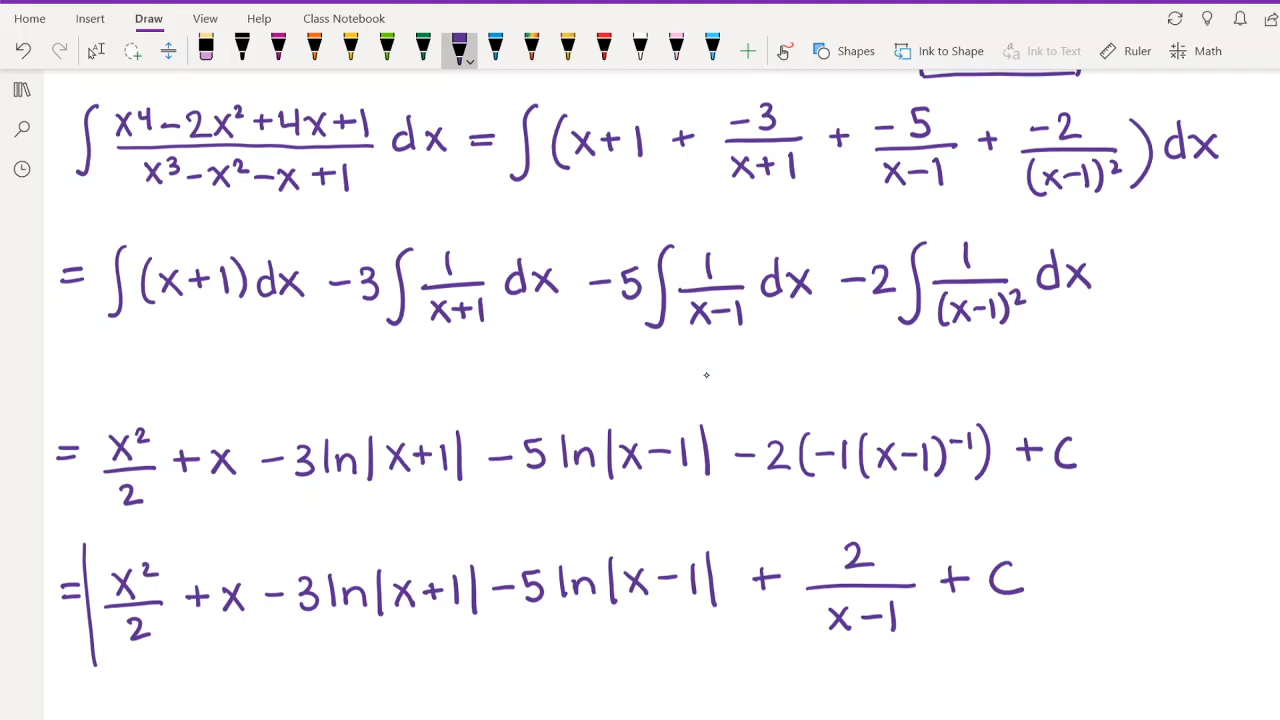 Home Insert Draw View Help Class Notebook
Shapes Ink to Shape Ink to Text Ruler Math
∫ (x⁴ − 2x² + 4x + 1)/(x³ − x² − x + 1) dx = ∫ (x + 1 + −3/(x+1) + −5/(x−1) + −2/(x−1)²) dx
= ∫ (x+1) dx − 3 ∫ 1/(x+1) dx − 5 ∫ 1/(x−1) dx − 2 ∫ 1/(x−1)² dx
= x²/2 + x − 3 ln|x+1| − 5 ln|x−1| − 2(−1(x−1)⁻¹) + C
= x²/2 + x − 3 ln|x+1| − 5 ln|x−1| + 2/(x−1) + C